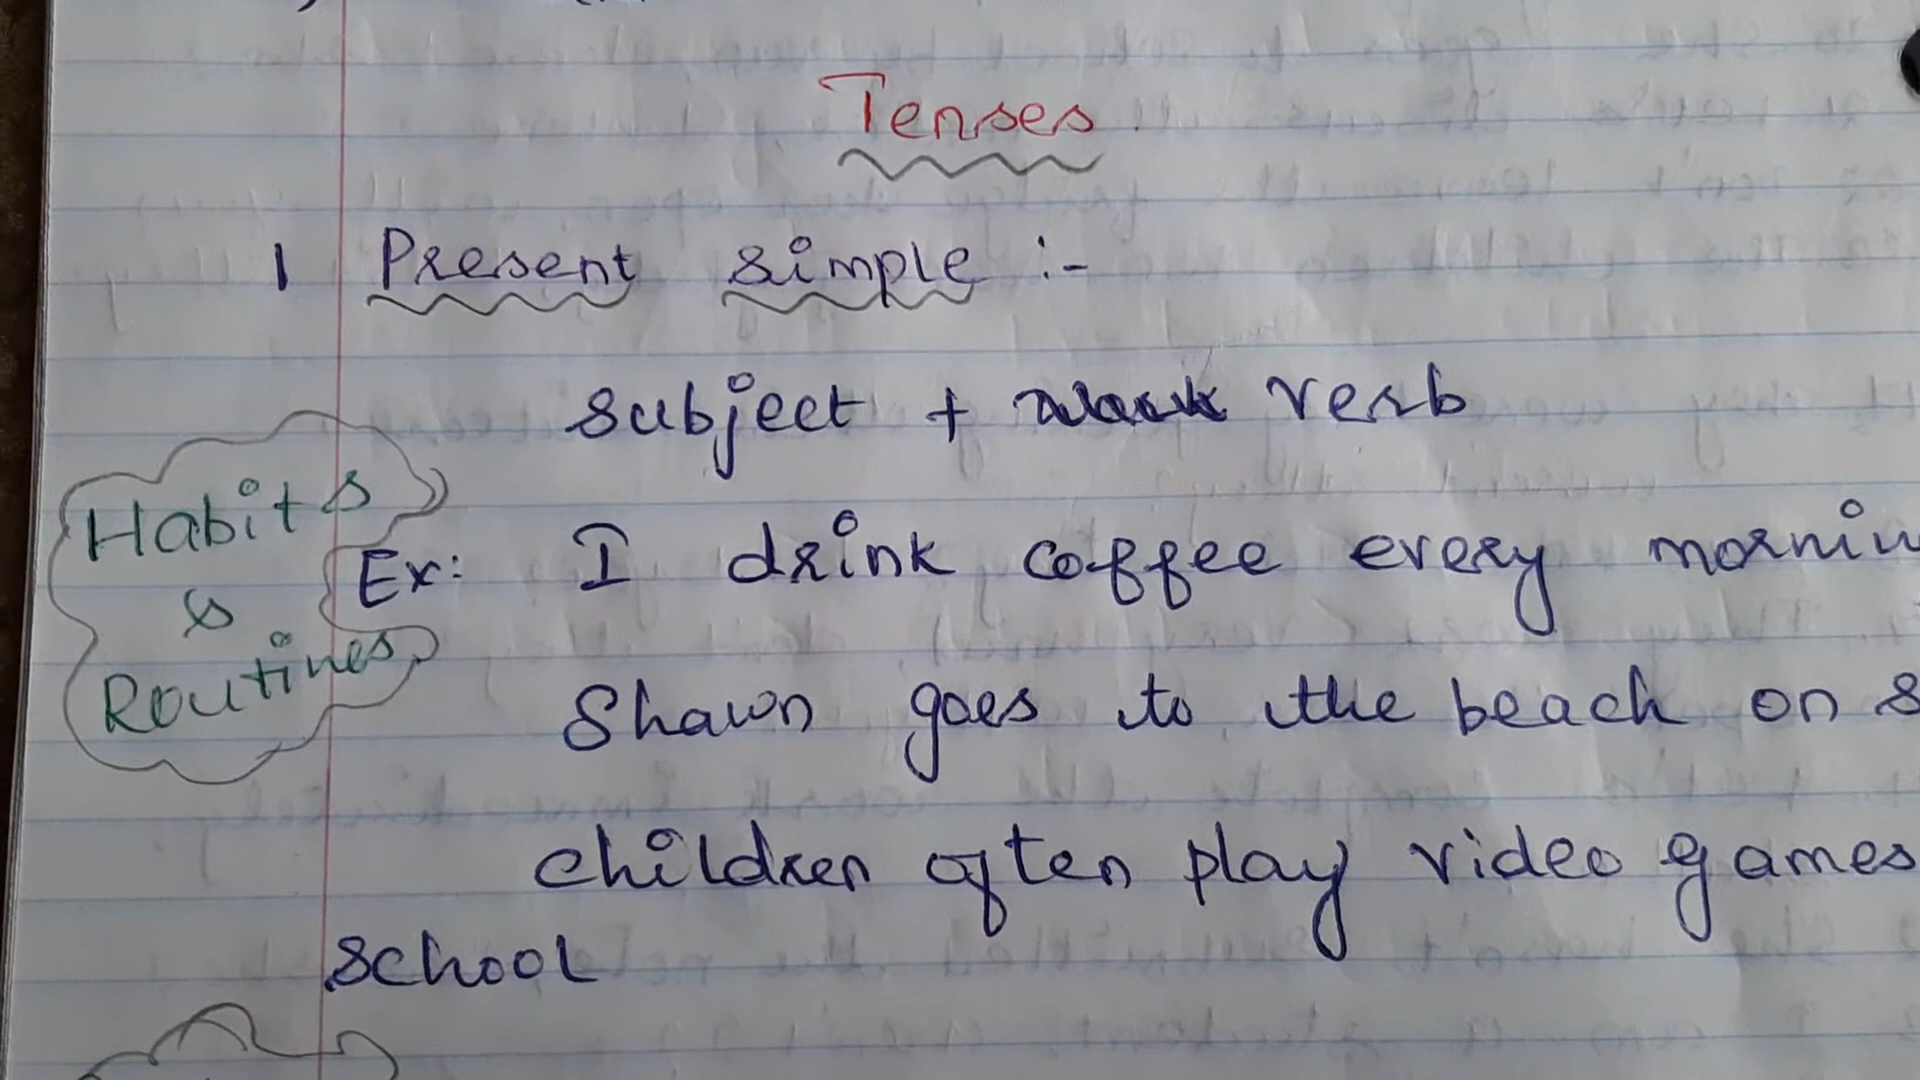 Tenses
1 Present simple :-
subject + verb
Habits
&
Routines
Ex: I drink coffee every mornin
Shawn goes to the beach on s
children often play video games
school